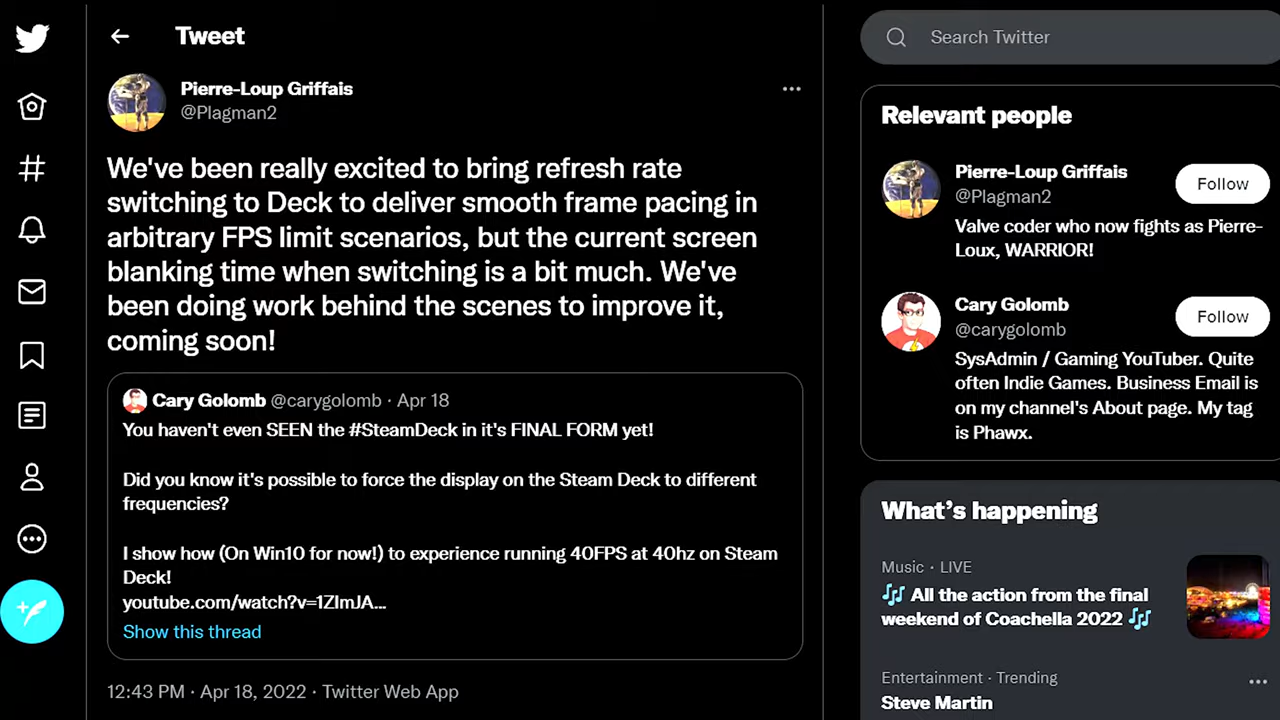 Tweet
Pierre-Loup Griffais
@Plagman2
We've been really excited to bring refresh rate
switching to Deck to deliver smooth frame pacing in
arbitrary FPS limit scenarios, but the current screen
blanking time when switching is a bit much. We've
been doing work behind the scenes to improve it,
coming soon!
Cary Golomb @carygolomb · Apr 18
You haven't even SEEN the #SteamDeck in it's FINAL FORM yet!
Did you know it's possible to force the display on the Steam Deck to different
frequencies?
I show how (On Win10 for now!) to experience running 40FPS at 40hz on Steam
Deck!
youtube.com/watch?v=1ZImJA...
Show this thread
12:43 PM · Apr 18, 2022 · Twitter Web App
Search Twitter
Relevant people
Pierre-Loup Griffais
@Plagman2
Follow
Valve coder who now fights as Pierre-
Loux, WARRIOR!
Cary Golomb
@carygolomb
Follow
SysAdmin / Gaming YouTuber. Quite
often Indie Games. Business Email is
on my channel's About page. My tag
is Phawx.
What's happening
Music · LIVE
🎶 All the action from the final
weekend of Coachella 2022 🎶
Entertainment · Trending
Steve Martin